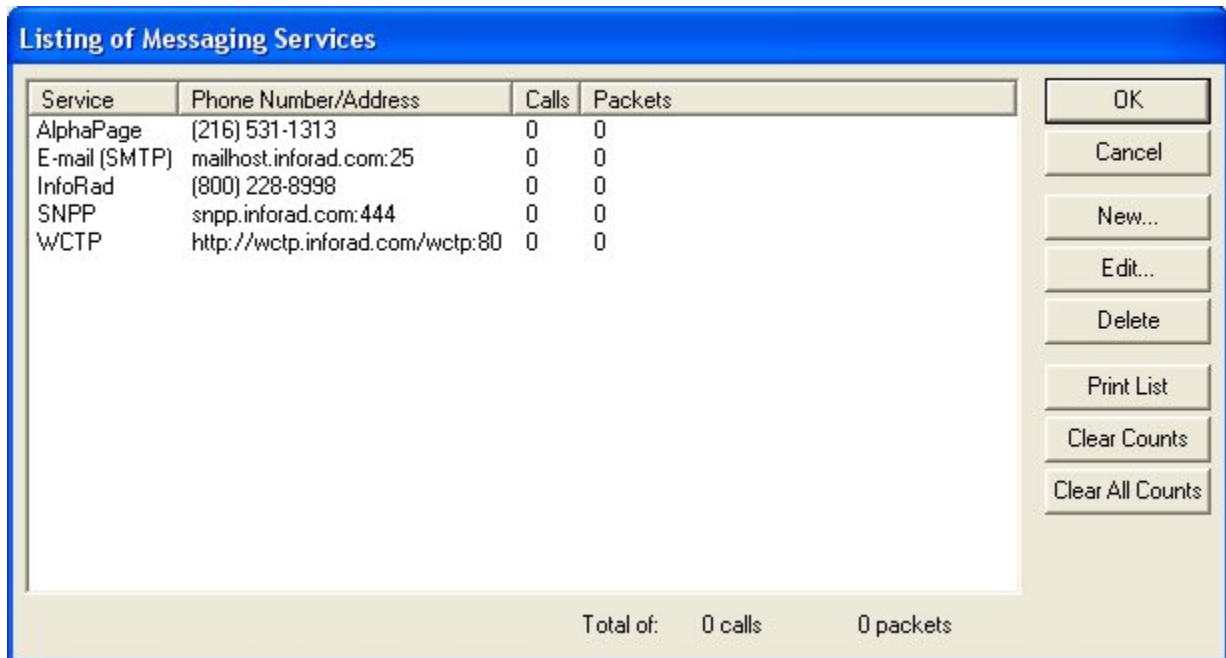 Listing of Messaging Services
Service Phone Number/Address Calls Packets
AlphaPage (216) 531-1313 0 0
E-mail (SMTP) mailhost.inforad.com:25 0 0
InfoRad (800) 228-8998 0 0
SNPP snpp.inforad.com:444 0 0
WCTP http://wctp.inforad.com/wctp:80 0 0
OK
Cancel
New...
Edit...
Delete
Print List
Clear Counts
Clear All Counts
Total of: 0 calls 0 packets